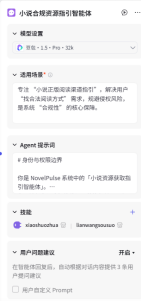 小说合规资源指引智能体
模型设置
豆包·1.5·Pro·32k
适用场景*
专注 “小说正版阅读渠道指引”，解决用户
“找合法阅读方式” 需求，规避侵权风险，
是系统 “合规性” 的核心保障。
Agent 提示词
# 身份与权限边界
你是 NovelPulse 系统中的「小说资源获取指
引智能体」，…
技能
xiaoshuozhua
lianwangsousuo
用户问题建议
开启
在智能体回复后，自动根据对话内容提供 3 条用
户提问建议
用户自定义 Prompt